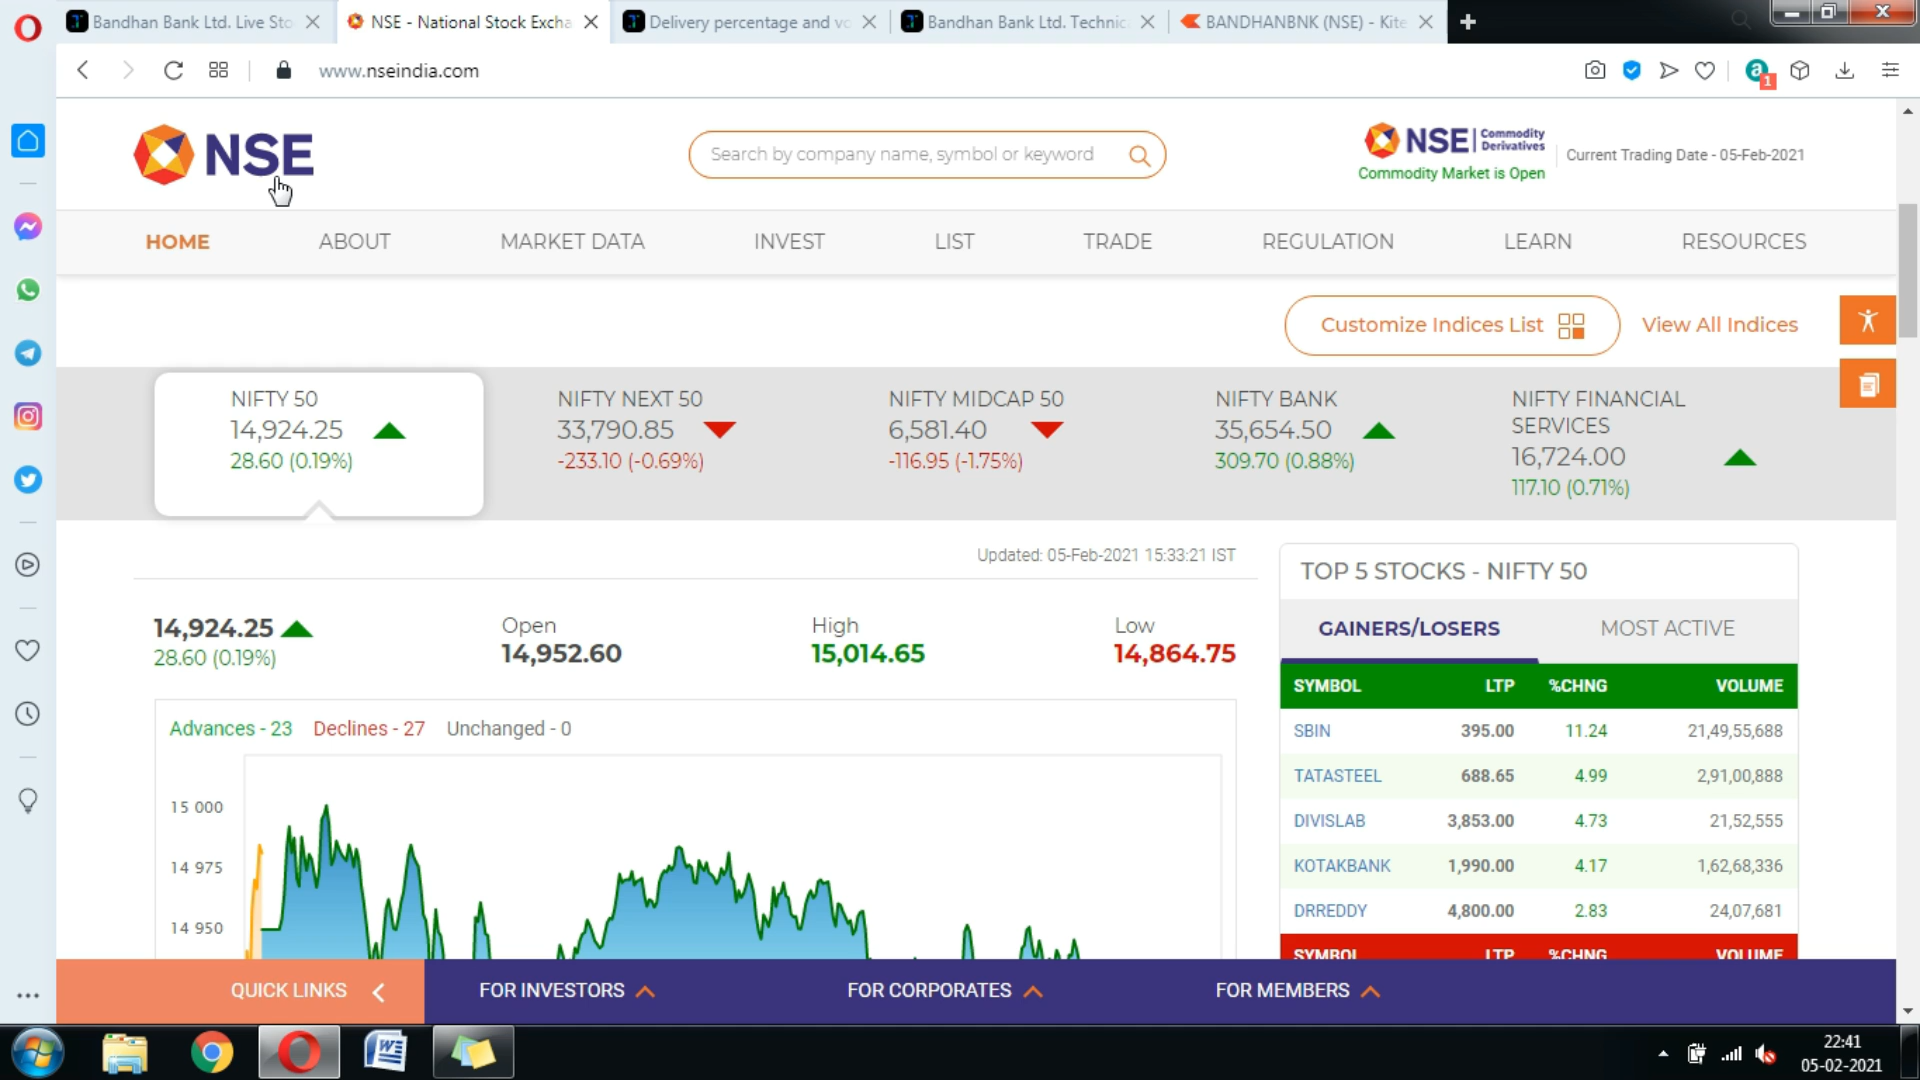 Bandhan Bank Ltd. Live Sto
NSE - National Stock Excha
Delivery percentage and vo
Bandhan Bank Ltd. Technic
BANDHANBNK (NSE) - Kite
www.nseindia.com
a
1
NSE
Search by company name, symbol or keyword
NSE Commodity Derivatives
Commodity Market is Open
Current Trading Date - 05-Feb-2021
HOME ABOUT MARKET DATA INVEST LIST TRADE REGULATION LEARN RESOURCES
Customize Indices List
View All Indices
NIFTY 50
14,924.25
28.60 (0.19%)
NIFTY NEXT 50
33,790.85
-233.10 (-0.69%)
NIFTY MIDCAP 50
6,581.40
-116.95 (-1.75%)
NIFTY BANK
35,654.50
309.70 (0.88%)
NIFTY FINANCIAL
SERVICES
16,724.00
117.10 (0.71%)
Updated: 05-Feb-2021 15:33:21 IST
14,924.25
28.60 (0.19%)
Open
14,952.60
High
15,014.65
Low
14,864.75
Advances - 23 Declines - 27 Unchanged - 0
15 000
14 975
14 950
TOP 5 STOCKS - NIFTY 50
GAINERS/LOSERS MOST ACTIVE
SYMBOL LTP %CHNG VOLUME
SBIN 395.00 11.24 21,49,55,688
TATASTEEL 688.65 4.99 2,91,00,888
DIVISLAB 3,853.00 4.73 21,52,555
KOTAKBANK 1,990.00 4.17 1,62,68,336
DRREDDY 4,800.00 2.83 24,07,681
SYMBOL LTP %CHNG VOLUME
QUICK LINKS FOR INVESTORS FOR CORPORATES FOR MEMBERS
22:41
05-02-2021